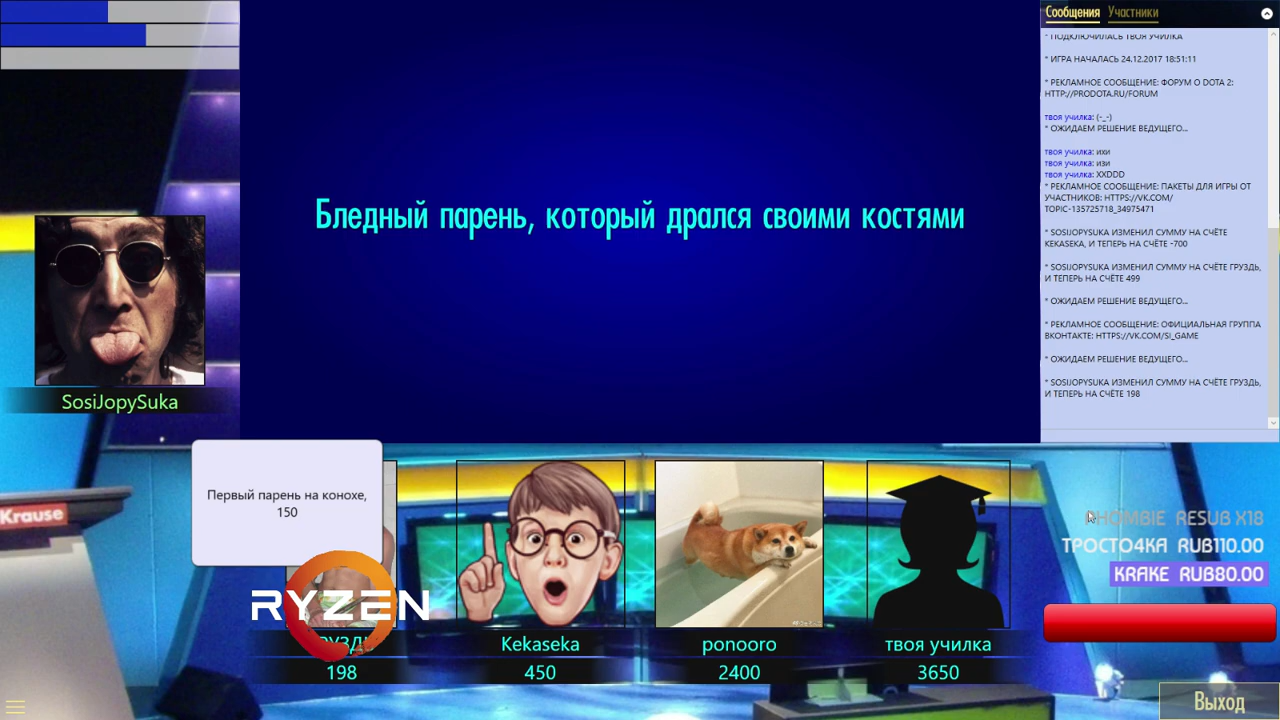 Сообщения Участники
* ПОДКЛЮЧИЛАСЬ ТВОЯ УЧИЛКА
* ИГРА НАЧАЛАСЬ 24.12.2017 18:51:11
* РЕКЛАМНОЕ СООБЩЕНИЕ: ФОРУМ О DOTA 2:
HTTP://PRODOTA.RU/FORUM
твоя училка: (-_-)
* ОЖИДАЕМ РЕШЕНИЕ ВЕДУЩЕГО...
твоя училка: ихи
твоя училка: изи
твоя училка: XXDDD
* РЕКЛАМНОЕ СООБЩЕНИЕ: ПАКЕТЫ ДЛЯ ИГРЫ ОТ
УЧАСТНИКОВ: HTTPS://VK.COM/
TOPIC-135725718_34975471
* SOSIJOPYSUKA ИЗМЕНИЛ СУММУ НА СЧЁТЕ
KEKASEKA, И ТЕПЕРЬ НА СЧЁТЕ -700
* SOSIJOPYSUKA ИЗМЕНИЛ СУММУ НА СЧЁТЕ ГРУЗДЬ,
И ТЕПЕРЬ НА СЧЁТЕ 499
* ОЖИДАЕМ РЕШЕНИЕ ВЕДУЩЕГО...
* РЕКЛАМНОЕ СООБЩЕНИЕ: ОФИЦИАЛЬНАЯ ГРУППА
ВКОНТАКТЕ: HTTPS://VK.COM/SI_GAME
* ОЖИДАЕМ РЕШЕНИЕ ВЕДУЩЕГО...
* SOSIJOPYSUKA ИЗМЕНИЛ СУММУ НА СЧЁТЕ ГРУЗДЬ,
И ТЕПЕРЬ НА СЧЁТЕ 198
Бледный парень, который дрался своими костями
SosiJopySuka
Первый парень на конохе,
150
Krause
RYZEN
RESUB X18
ТРОСТО4КА RUB110.00
KRAKE RUB80.00
Kekaseka
ponooro
твоя училка
198
450
2400
3650
Выход